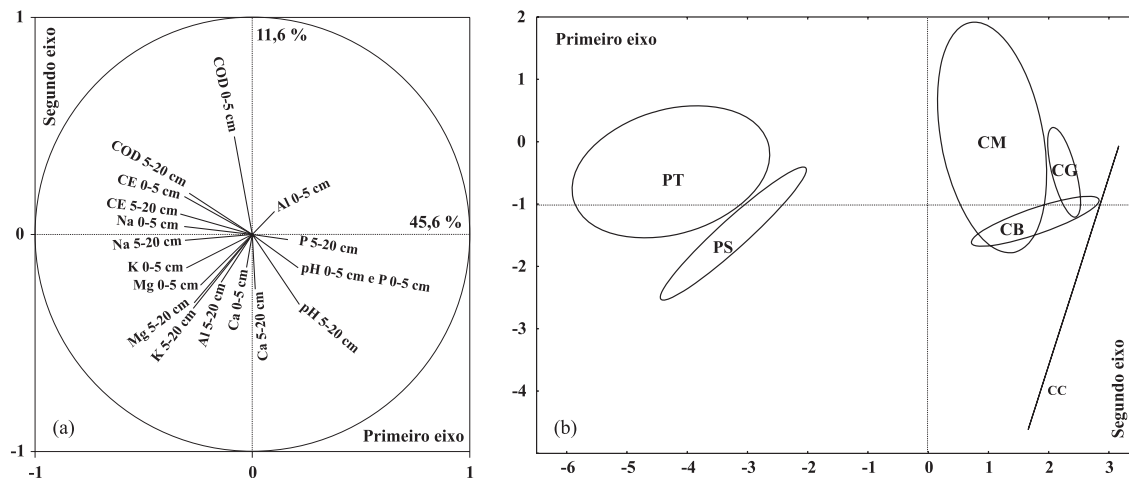 1
11,6 %
Segundo eixo
COD 0-5 cm
COD 5-20 cm
CE 0-5 cm
CE 5-20 cm
Na 0-5 cm
Na 5-20 cm
K 0-5 cm
Mg 0-5 cm
Mg 5-20 cm
K 5-20 cm
Al 5-20 cm
Ca 0-5 cm
Ca 5-20 cm
Al 0-5 cm
45,6 %
P 5-20 cm
pH 0-5 cm e P 0-5 cm
pH 5-20 cm
0
(a)
Primeiro eixo
-1
-1
0
1
2
1
0
-1
-2
-3
-4
-5
Primeiro eixo
PT
PS
CM
CG
CB
CC
Segundo eixo
(b)
-6
-5
-4
-3
-2
-1
0
1
2
3